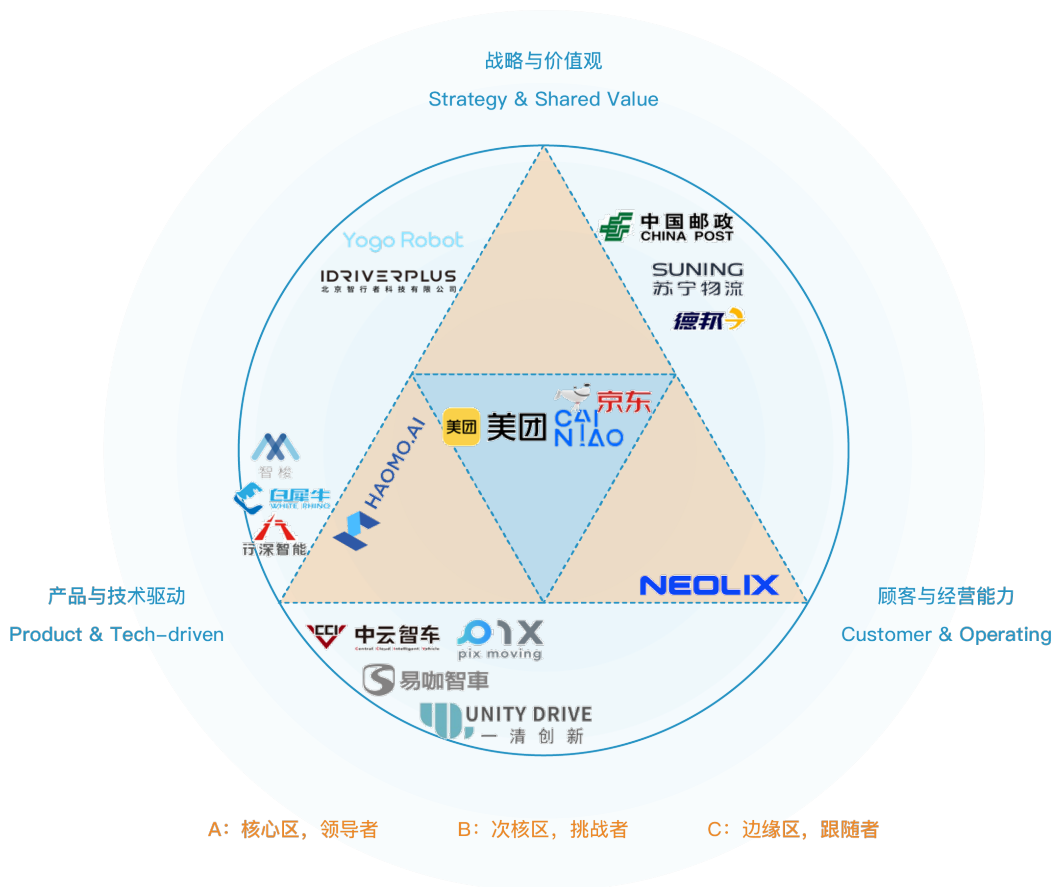 战略与价值观
Strategy & Shared Value
中国邮政
CHINA POST
Yogo Robot
SUNING
苏宁物流
IDRIVERPLUS
北京智行者科技有限公司
德邦
京东
美团 美团
CAI
NIAO
HAOMO.AI
智梭
白犀牛
WHITE RHINO
行深智能
NEOLIX
产品与技术驱动
Product & Tech-driven
顾客与经营能力
Customer & Operating
CCI 中云智车
Central Cloud Intelligent Vehicle
PIX
pix moving
易咖智車
UNITY DRIVE
一清创新
A：核心区，领导者
B：次核区，挑战者
C：边缘区，跟随者